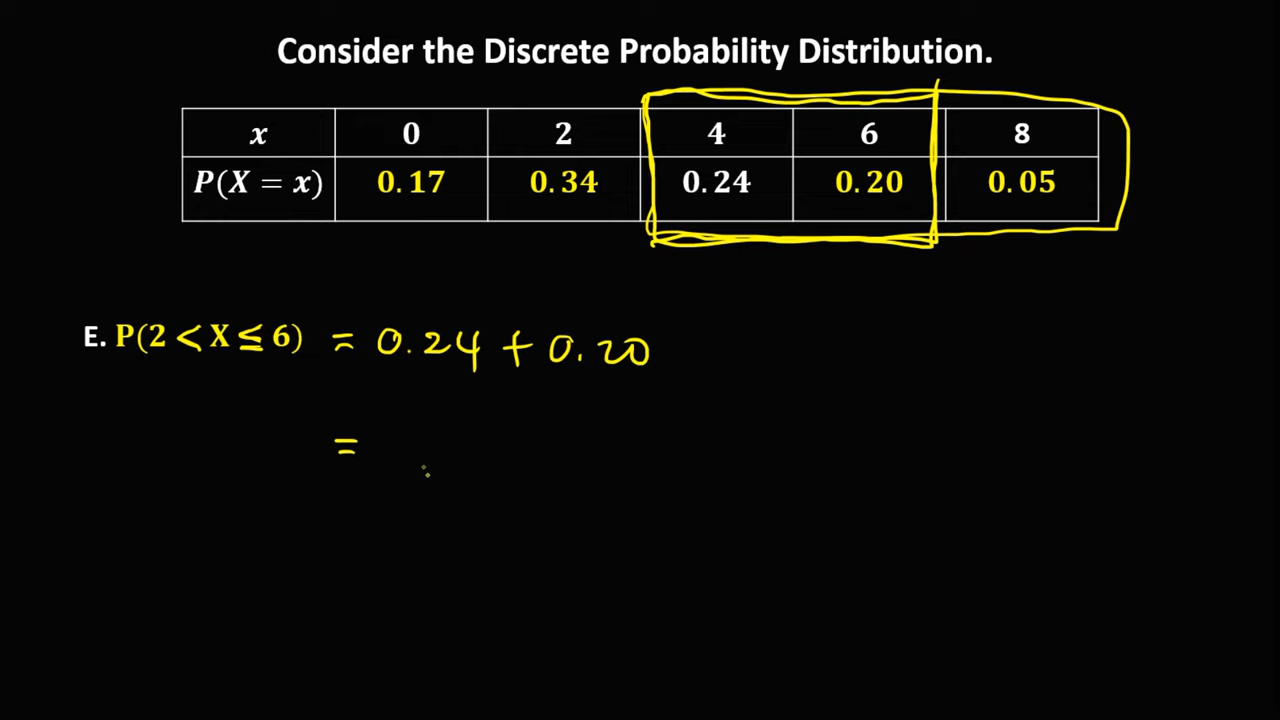 Consider the Discrete Probability Distribution.
x 0 2 4 6 8
P(X = x) 0.17 0.34 0.24 0.20 0.05
E. P(2 < X ≦ 6) = 0.24 + 0.20
=